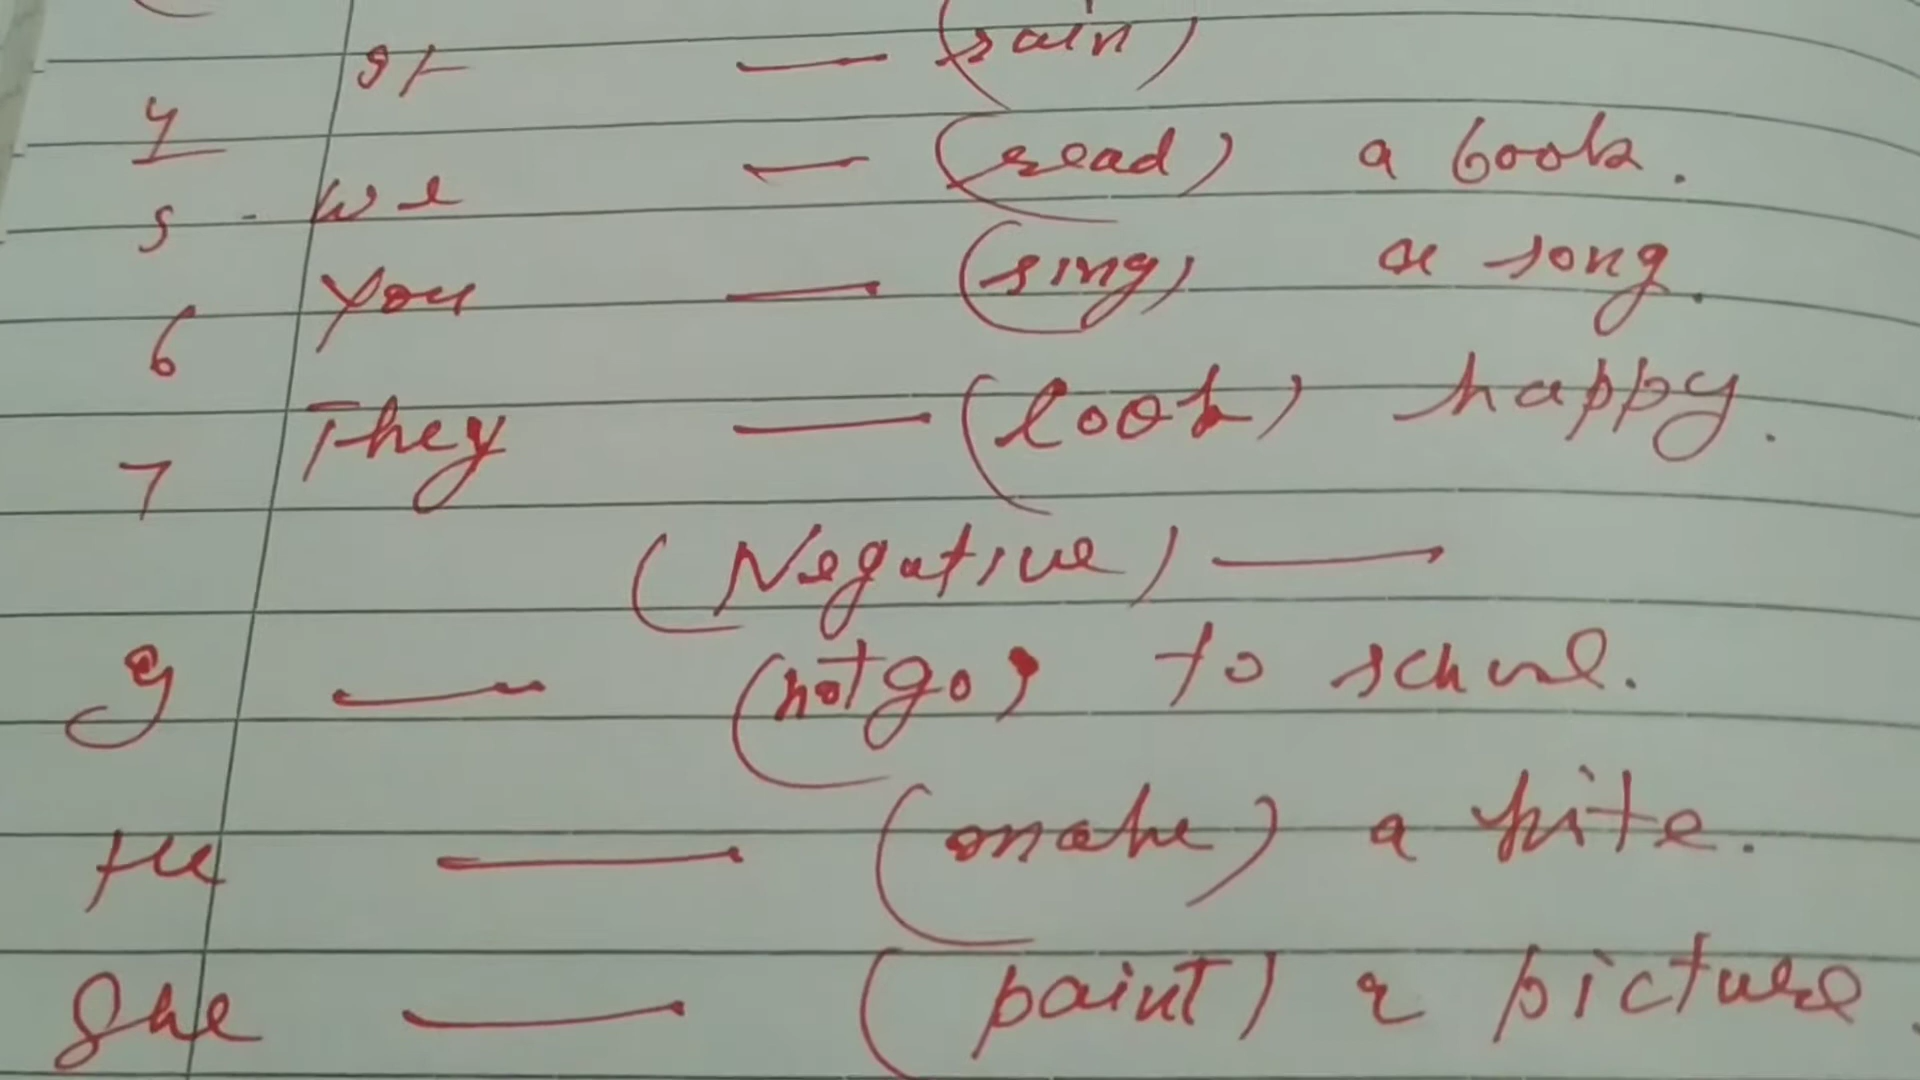 It — (rain)
4
We — (read) a book.
5 -
You — (sing) a song.
6
They — (look) happy.
7
(Negative) —
I — (not go) to school.
He — (make) a kite.
She — (paint) a picture.